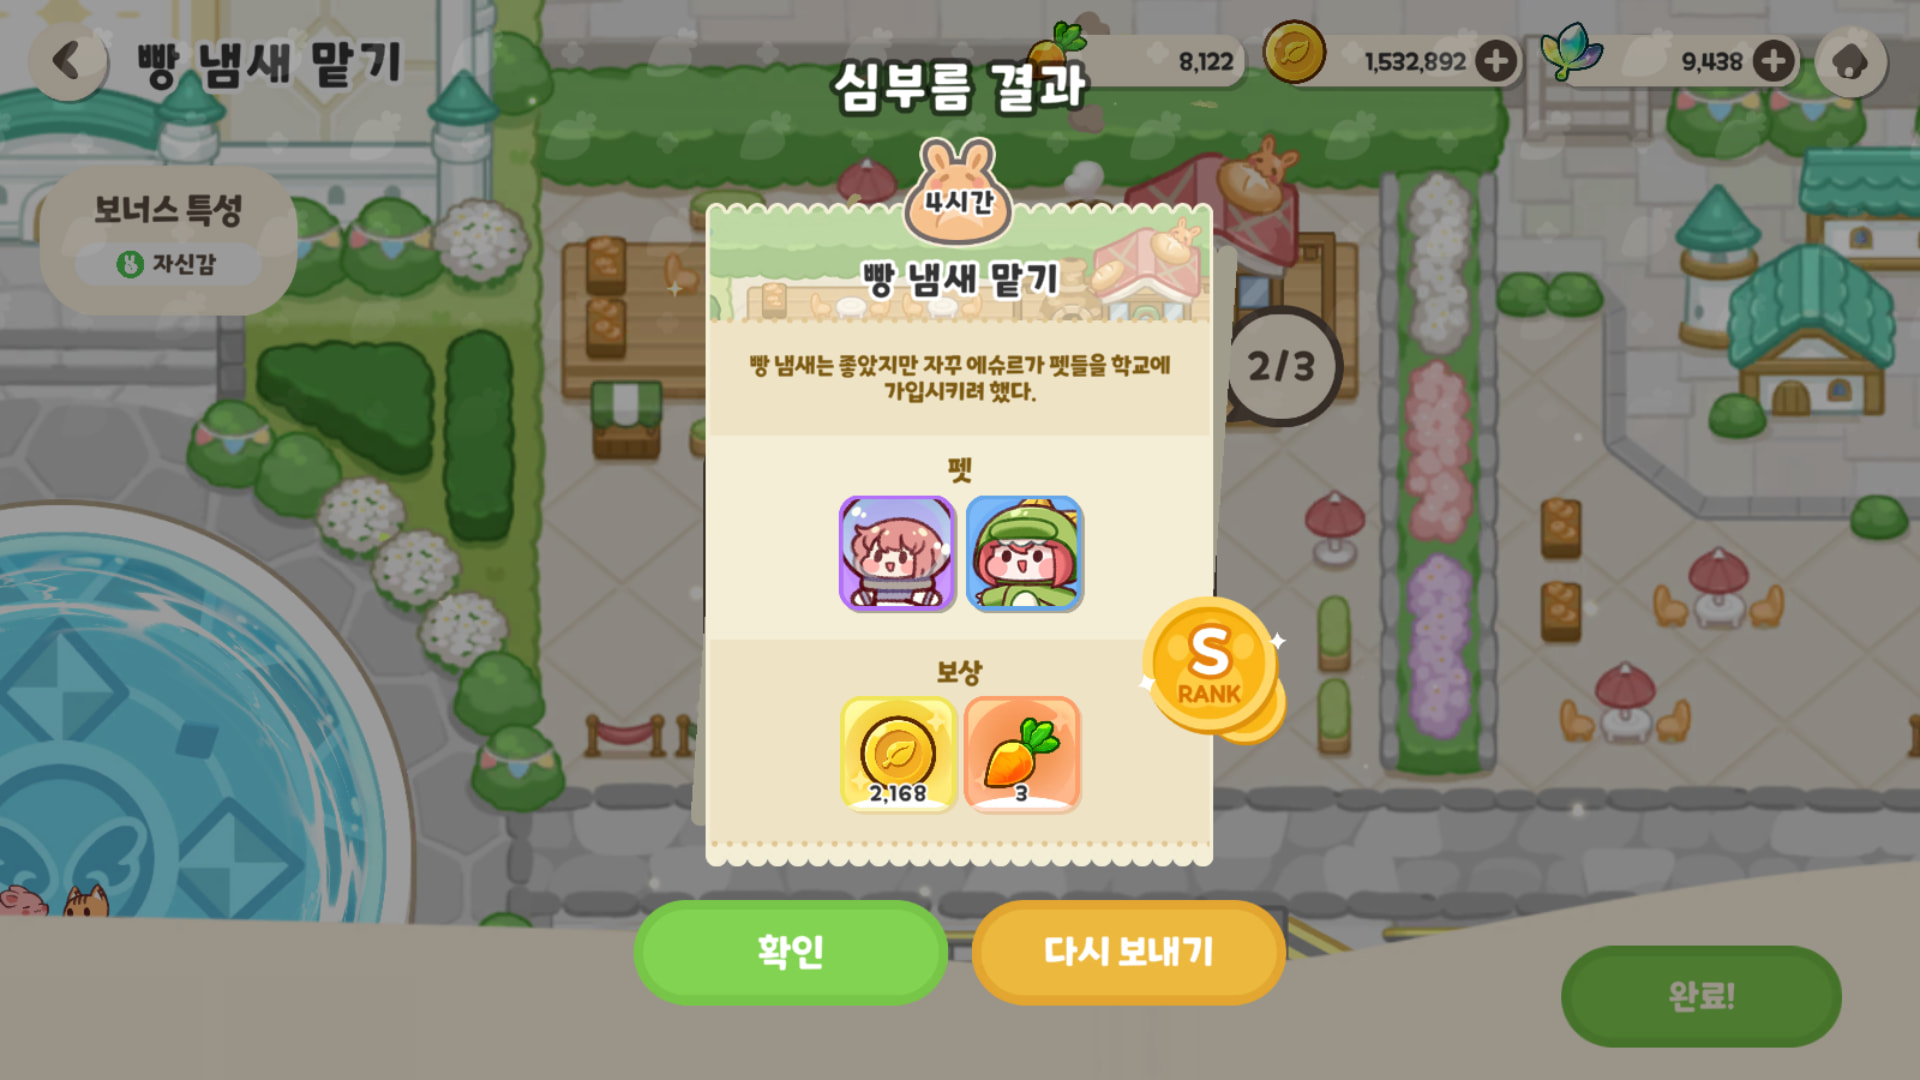 빵 냄새 맡기
심부름 결과
8,122
1,532,892
9,438
보너스 특성
자신감
4시간
빵 냄새 맡기
빵 냄새는 좋았지만 자꾸 에슈르가 펫들을 학교에
가입시키려 했다.
2/3
펫
S
RANK
보상
2,168
3
확인
다시 보내기
완료!